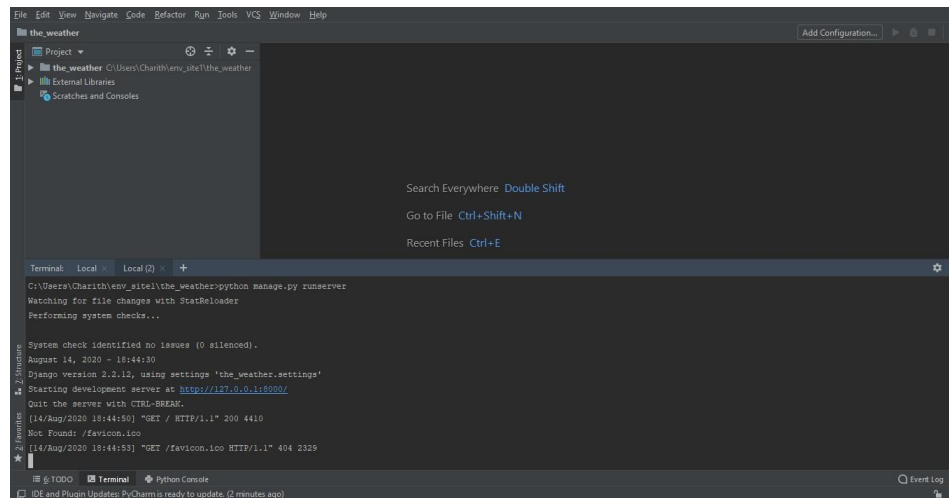 File Edit View Navigate Code Refactor Run Tools VCS Window Help
the_weather
Add Configuration...
1: Project
Project
the_weather C:\Users\Charith\env_site1\the_weather
External Libraries
Scratches and Consoles
Search Everywhere Double Shift
Go to File Ctrl+Shift+N
Recent Files Ctrl+E
Terminal: Local × Local (2) × +
C:\Users\Charith\env_site1\the_weather>python manage.py runserver
Watching for file changes with StatReloader
Performing system checks...
System check identified no issues (0 silenced).
August 14, 2020 - 18:44:30
Django version 2.2.12, using settings 'the_weather.settings'
Starting development server at http://127.0.0.1:8000/
Quit the server with CTRL-BREAK.
[14/Aug/2020 18:44:50] "GET / HTTP/1.1" 200 4410
Not Found: /favicon.ico
[14/Aug/2020 18:44:53] "GET /favicon.ico HTTP/1.1" 404 2329
7: Structure
2: Favorites
6: TODO Terminal Python Console
Event Log
IDE and Plugin Updates: PyCharm is ready to update. (2 minutes ago)